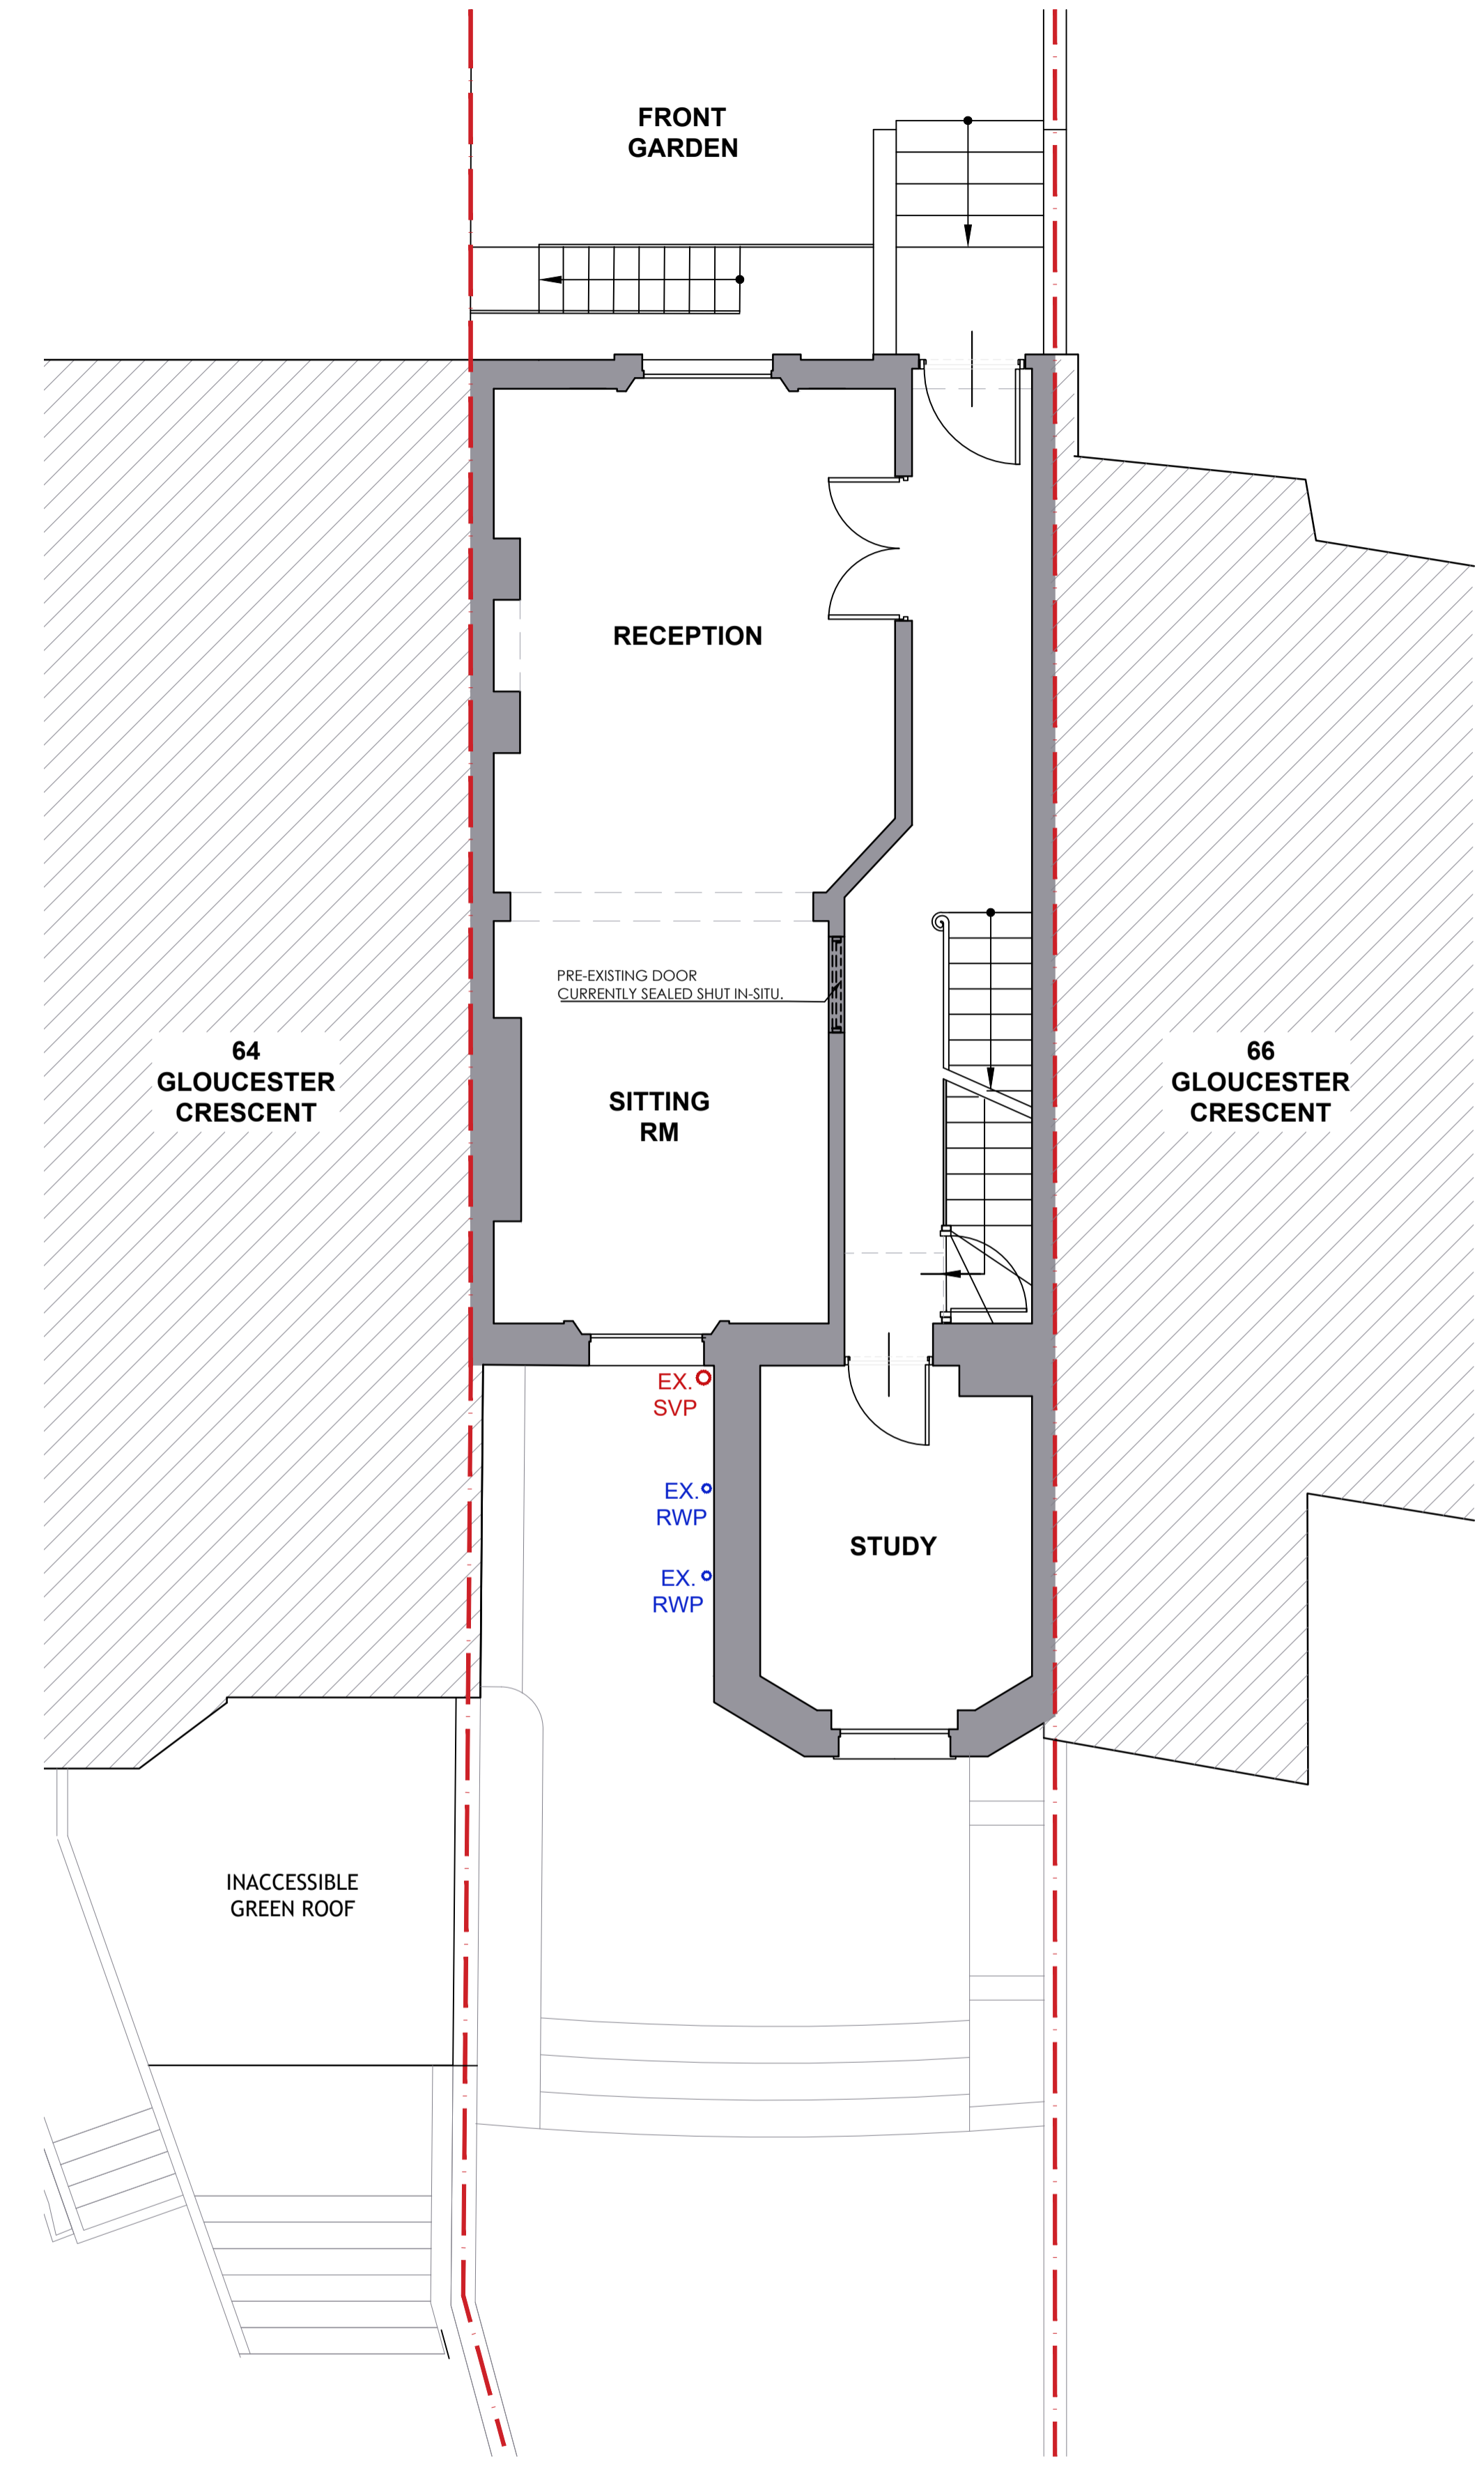 FRONT
GARDEN
RECEPTION
PRE-EXISTING DOOR
CURRENTLY SEALED SHUT IN-SITU.
64
GLOUCESTER
CRESCENT
66
GLOUCESTER
CRESCENT
SITTING
RM
EX.
SVP
EX.
RWP
STUDY
EX.
RWP
INACCESSIBLE
GREEN ROOF